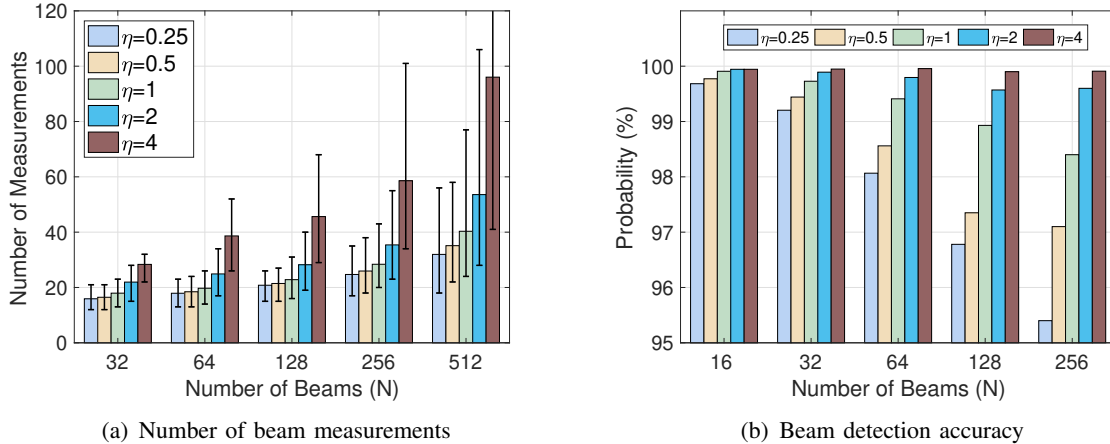 120
100
80
60
40
20
0
Number of Measurements
η=0.25
η=0.5
η=1
η=2
η=4
32 64 128 256 512
Number of Beams (N)
(a) Number of beam measurements
η=0.25 η=0.5 η=1 η=2 η=4
100
99
98
97
96
95
Probability (%)
16 32 64 128 256
Number of Beams (N)
(b) Beam detection accuracy